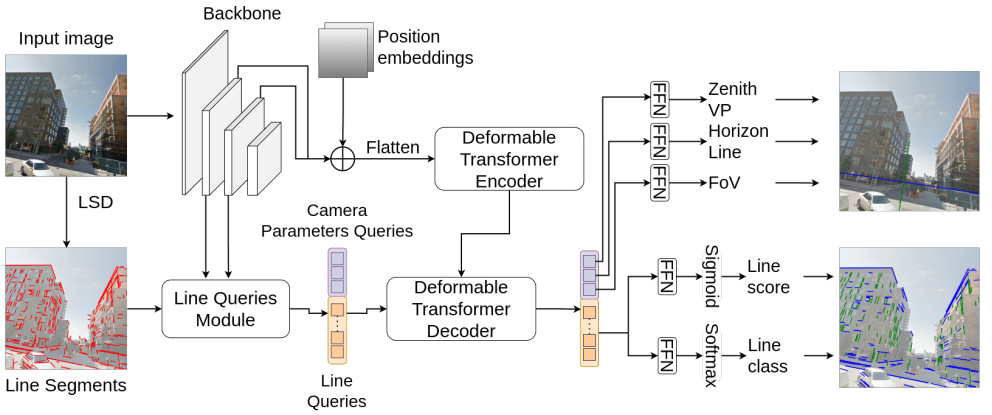 Backbone
Input image
Position
embeddings
Flatten
Deformable
Transformer
Encoder
FFN
Zenith
VP
FFN
Horizon
Line
FFN
FoV
LSD
Camera
Parameters Queries
Line Queries
Module
Deformable
Transformer
Decoder
FFN
Sigmoid
Line
score
FFN
Softmax
Line
class
Line Segments
Line
Queries